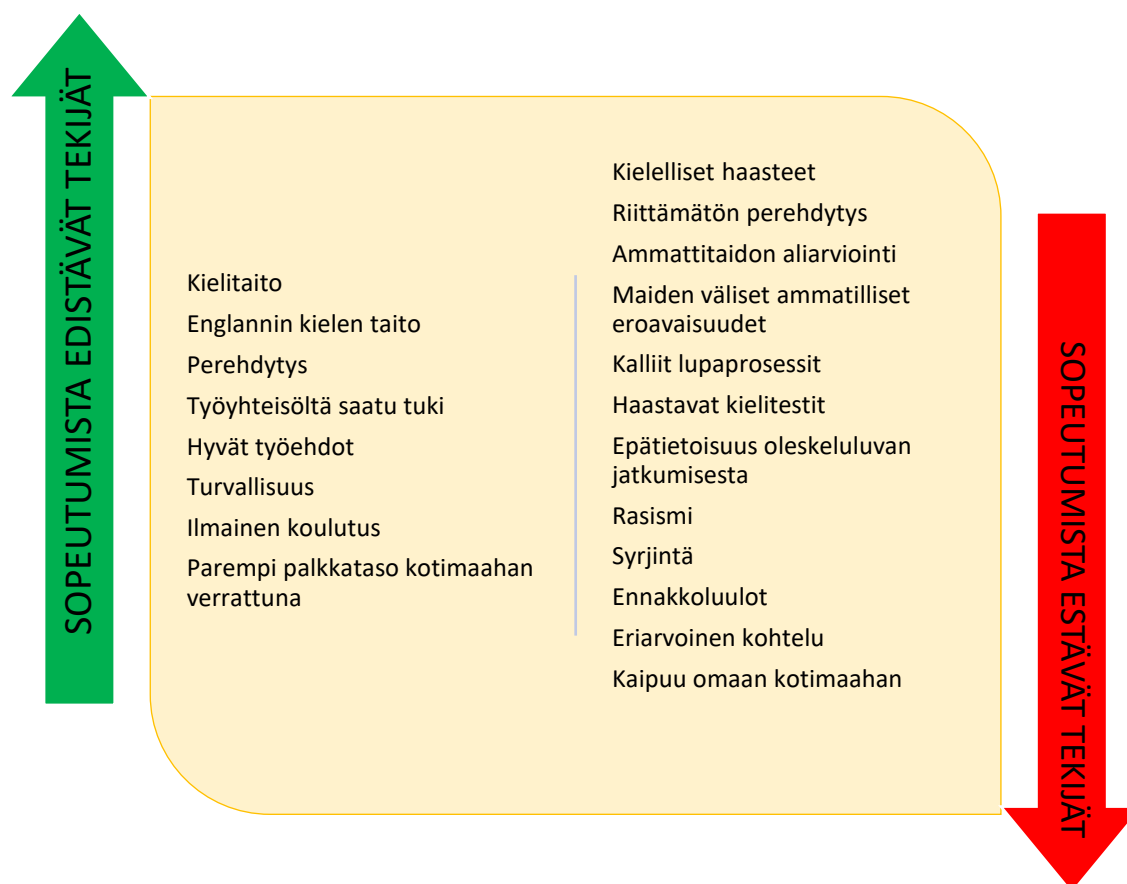 SOPEUTUMISTA EDISTÄVÄT TEKIJÄT
Kielitaito
Englannin kielen taito
Perehdytys
Työyhteisöltä saatu tuki
Hyvät työehdot
Turvallisuus
Ilmainen koulutus
Parempi palkkataso kotimaahan
verrattuna
Kielelliset haasteet
Riittämätön perehdytys
Ammattitaidon aliarviointi
Maiden väliset ammatilliset
eroavaisuudet
Kalliit lupaprosessit
Haastavat kielitestit
Epätietoisuus oleskeluluvan
jatkumisesta
Rasismi
Syrjintä
Ennakkoluulot
Eriarvoinen kohtelu
Kaipuu omaan kotimaahan
SOPEUTUMISTA ESTÄVÄT TEKIJÄT